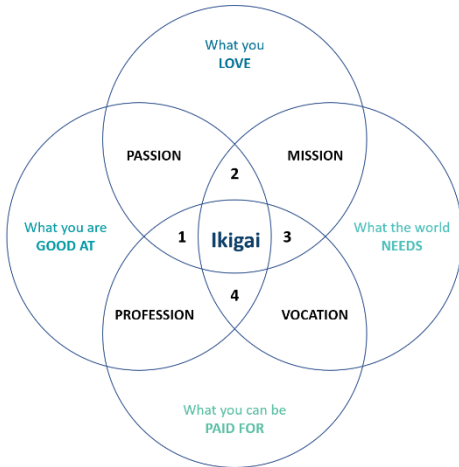 What you
LOVE
PASSION
MISSION
2
What you are
GOOD AT
1
Ikigai
3
What the world
NEEDS
4
PROFESSION
VOCATION
What you can be
PAID FOR